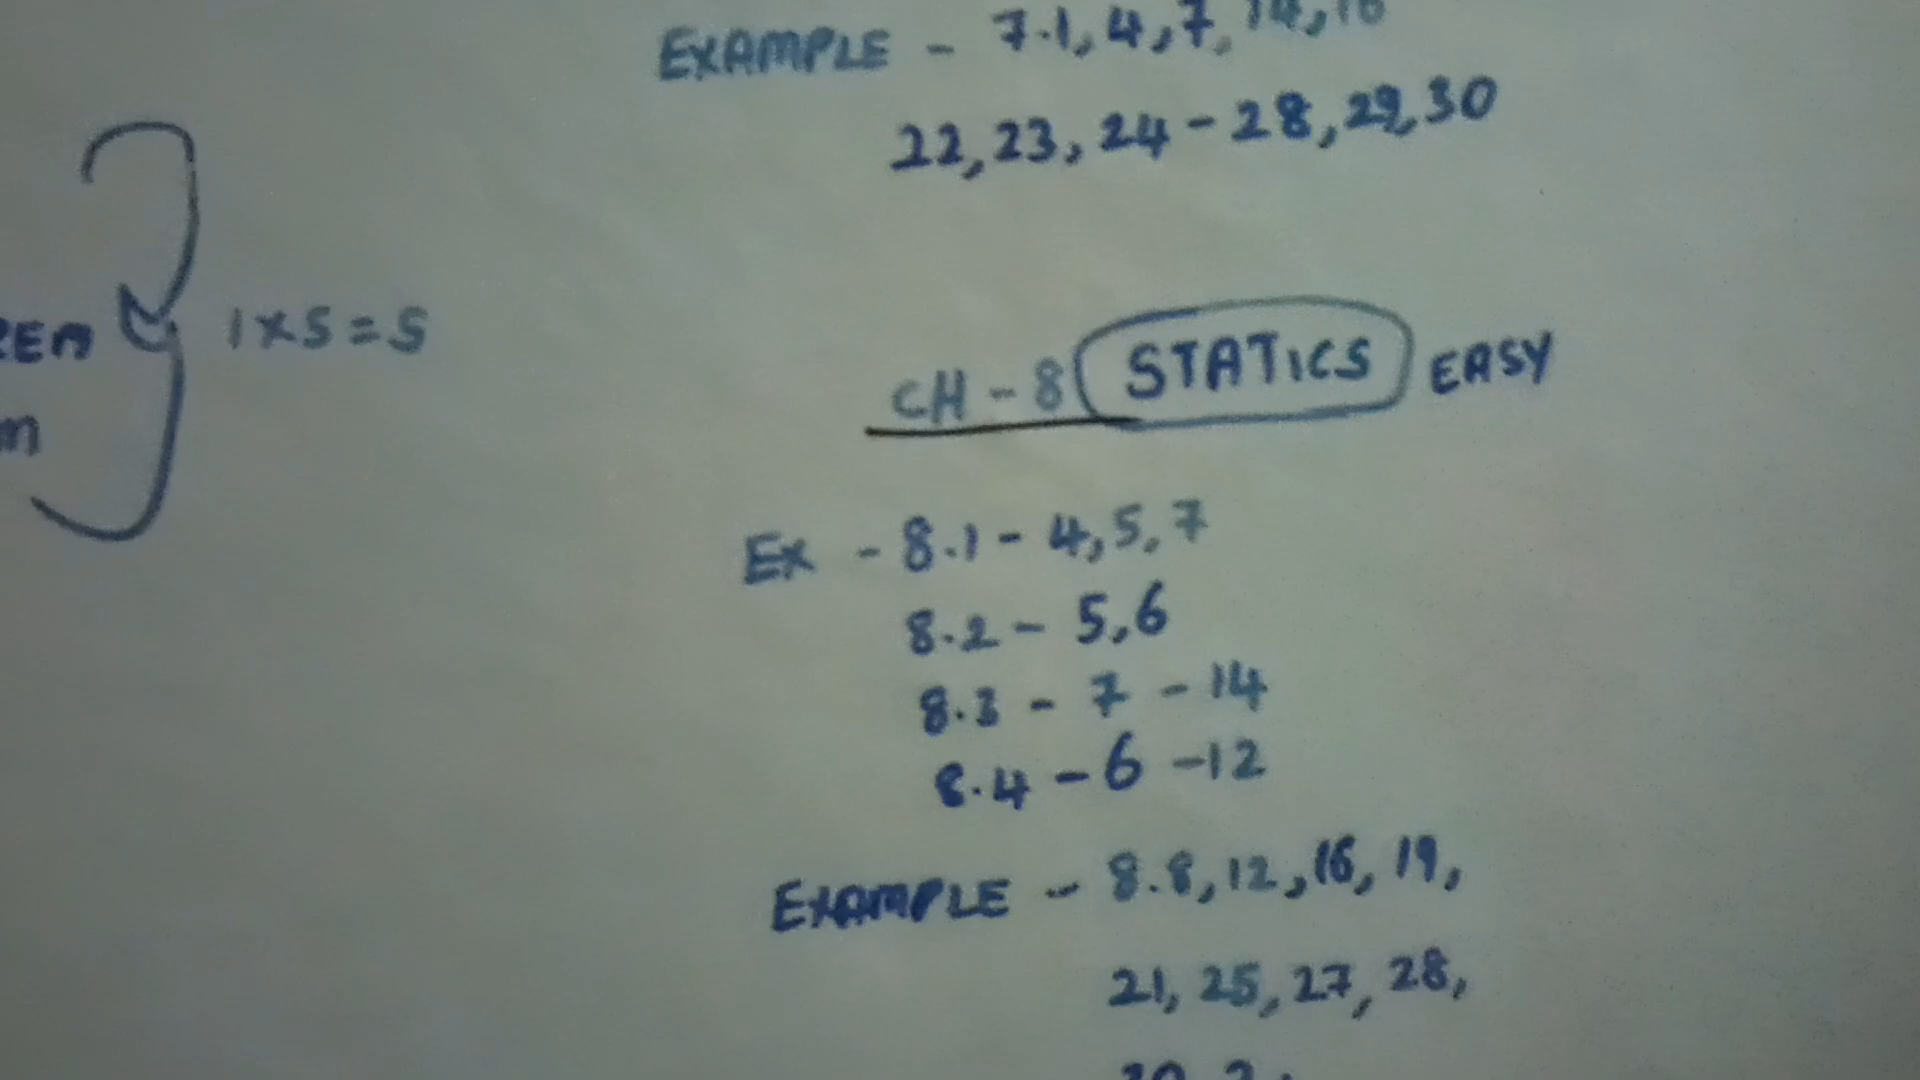 EXAMPLE - 7.1, 4, 7, 14, 16
22, 23, 24 - 28, 29, 30
1 x 5 = 5
CH - 8 STATICS EASY
Ex - 8.1 - 4, 5, 7
8.2 - 5, 6
8.3 - 7 - 14
8.4 - 6 - 12
EXAMPLE - 8.8, 12, 16, 19,
21, 25, 27, 28,